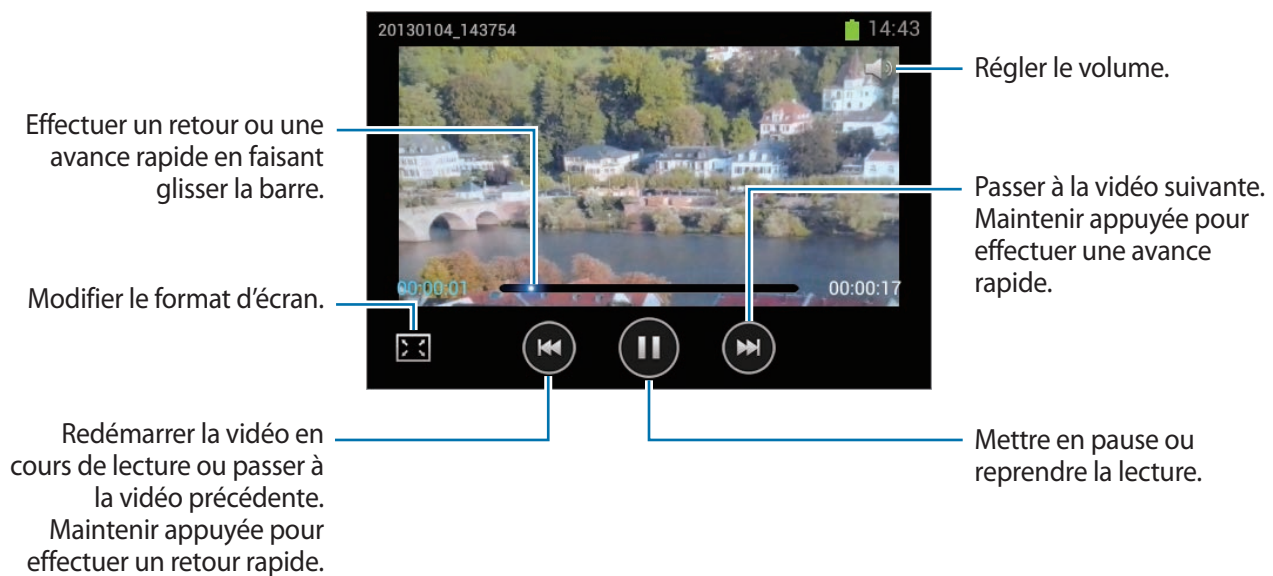 20130104_143754
14:43
Régler le volume.
Effectuer un retour ou une
avance rapide en faisant
glisser la barre.
Passer à la vidéo suivante.
Maintenir appuyée pour
effectuer une avance
rapide.
00:00:01
00:00:17
Modifier le format d'écran.
Redémarrer la vidéo en
cours de lecture ou passer à
la vidéo précédente.
Maintenir appuyée pour
effectuer un retour rapide.
Mettre en pause ou
reprendre la lecture.